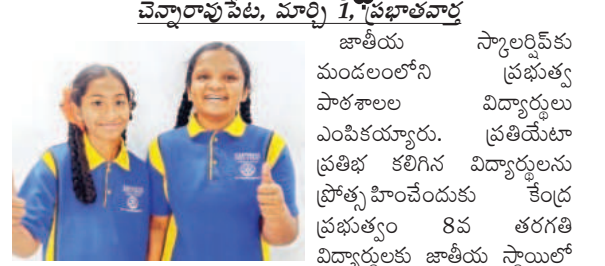 చెన్నారావుపేట, మార్చి 1, ప్రభాతవార్త
జాతీయ స్కాలర్షిప్‌కు
మండలంలోని ప్రభుత్వ
పాఠశాలల విద్యార్థులు
ఎంపికయ్యారు. ప్రతియేటా
ప్రతిభ కలిగిన విద్యార్థులను
ప్రోత్సహించేందుకు కేంద్ర
ప్రభుత్వం 8వ తరగతి
విద్యార్థులకు జాతీయ స్థాయిలో